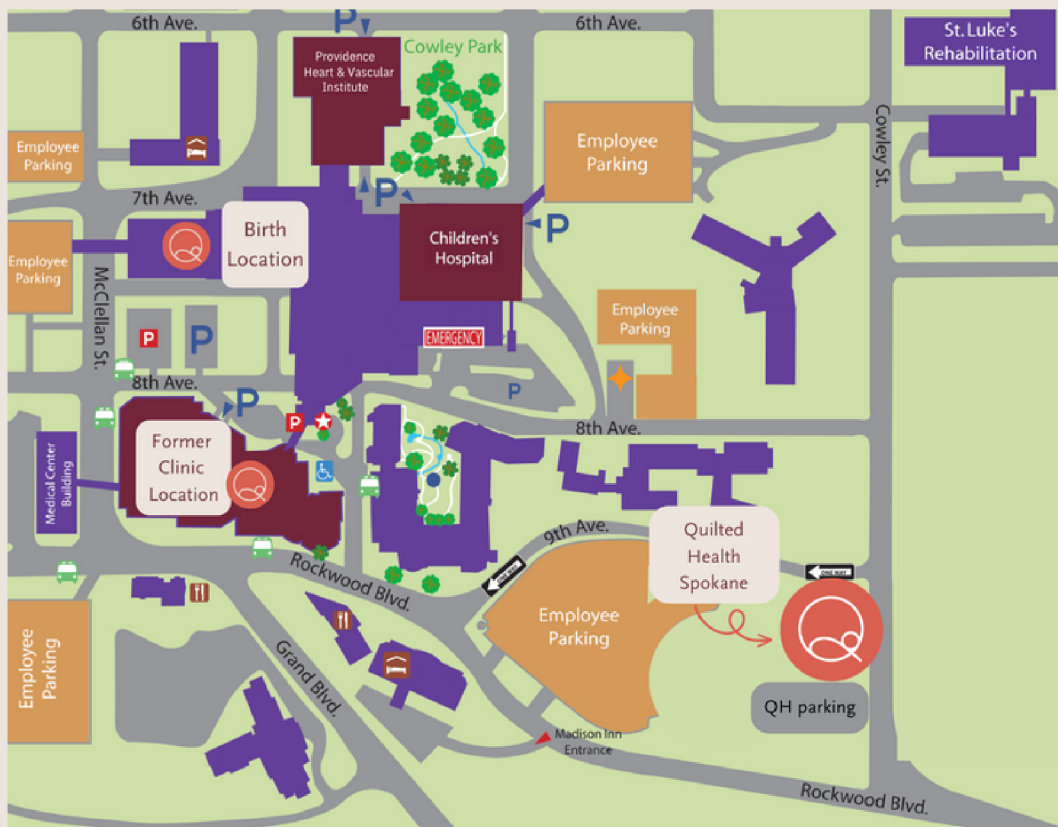 6th Ave.
P
6th Ave.
St. Luke's
Rehabilitation
Providence
Heart & Vascular
Institute
Cowley Park
Cowley St.
Employee
Parking
Employee
Parking
7th Ave.
P
Birth
Location
Children's
Hospital
P
Employee
Parking
McClellan St.
Employee
Parking
P
P
EMERGENCY
8th Ave.
P
P
P
8th Ave.
Former
Clinic
Location
Medical Center
Building
Quilted
Health
Spokane
9th Ave.
ONE WAY
ONE WAY
Rockwood Blvd.
Employee
Parking
Employee
Parking
Grand Blvd.
QH parking
Madison Inn
Entrance
Rockwood Blvd.